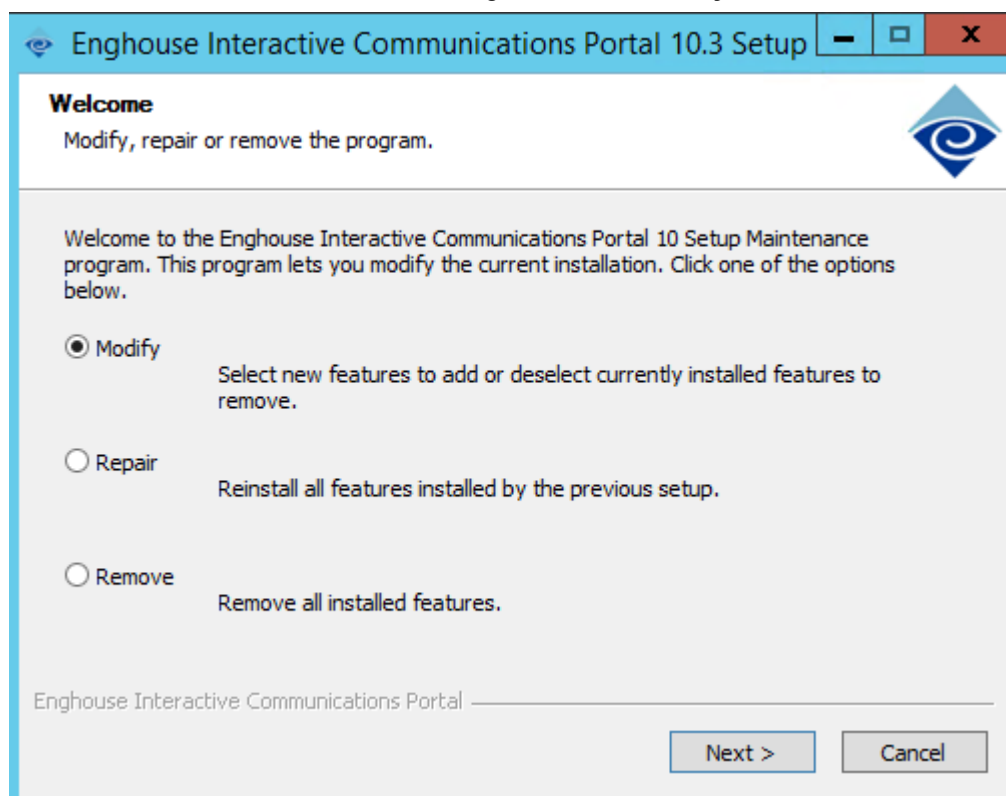 Enghouse Interactive Communications Portal 10.3 Setup
Welcome
Modify, repair or remove the program.
Welcome to the Enghouse Interactive Communications Portal 10 Setup Maintenance
program. This program lets you modify the current installation. Click one of the options
below.
Modify
Select new features to add or deselect currently installed features to
remove.
Repair
Reinstall all features installed by the previous setup.
Remove
Remove all installed features.
Enghouse Interactive Communications Portal
Next >
Cancel